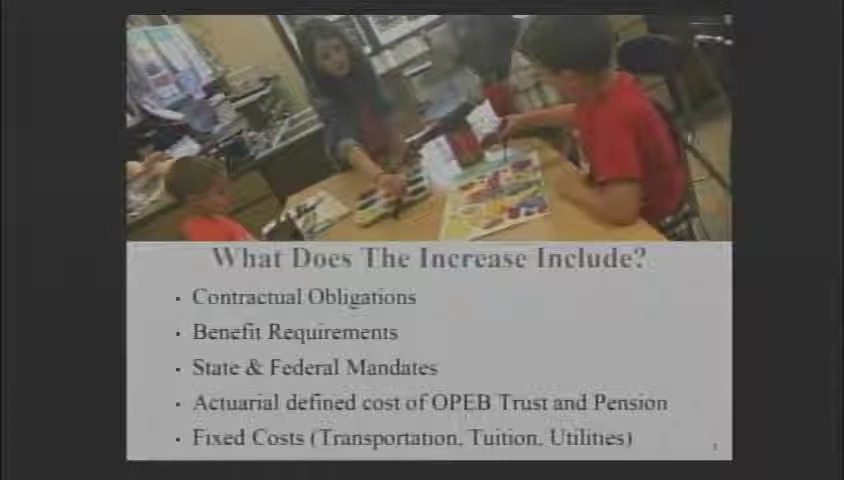 What Does The Increase Include?
· Contractual Obligations
· Benefit Requirements
· State & Federal Mandates
· Actuarial defined cost of OPEB Trust and Pension
· Fixed Costs (Transportation, Tuition, Utilities)